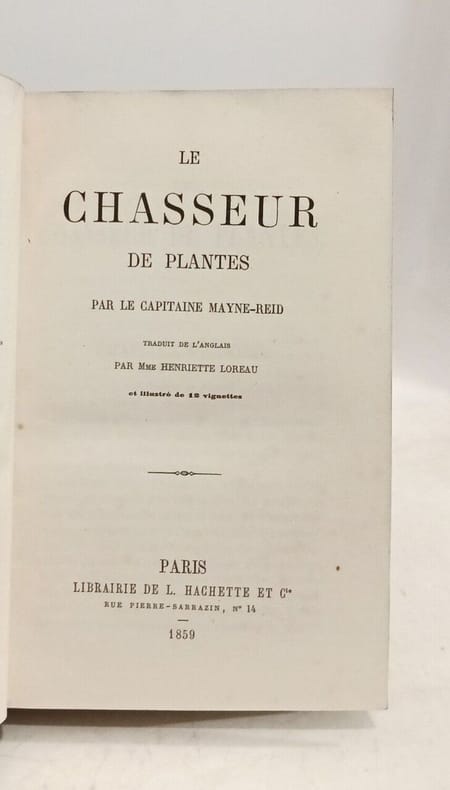 LE
CHASSEUR
DE PLANTES
PAR LE CAPITAINE MAYNE-REID
TRADUIT DE L'ANGLAIS
PAR MME HENRIETTE LOREAU
et illustré de 12 vignettes
PARIS
LIBRAIRIE DE L. HACHETTE ET Cie
RUE PIERRE-SARRAZIN, N° 14
1859